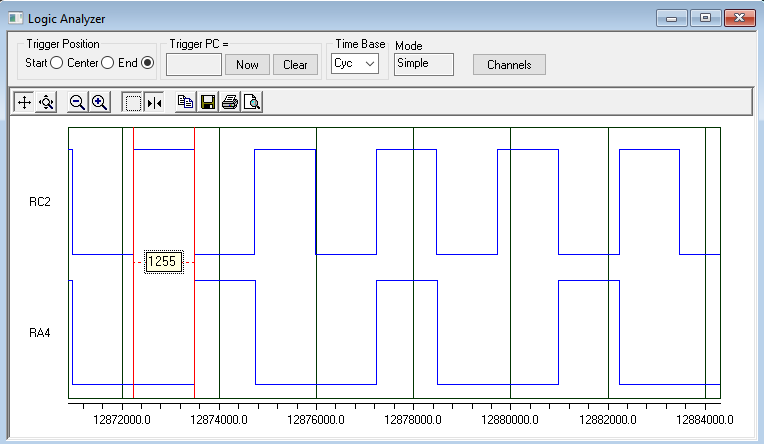 Logic Analyzer
Trigger Position
Start Center End
Trigger PC =
Now Clear
Time Base
Cyc
Mode
Simple
Channels
RC2
1255
RA4
12872000.0 12874000.0 12876000.0 12878000.0 12880000.0 12882000.0 12884000.0